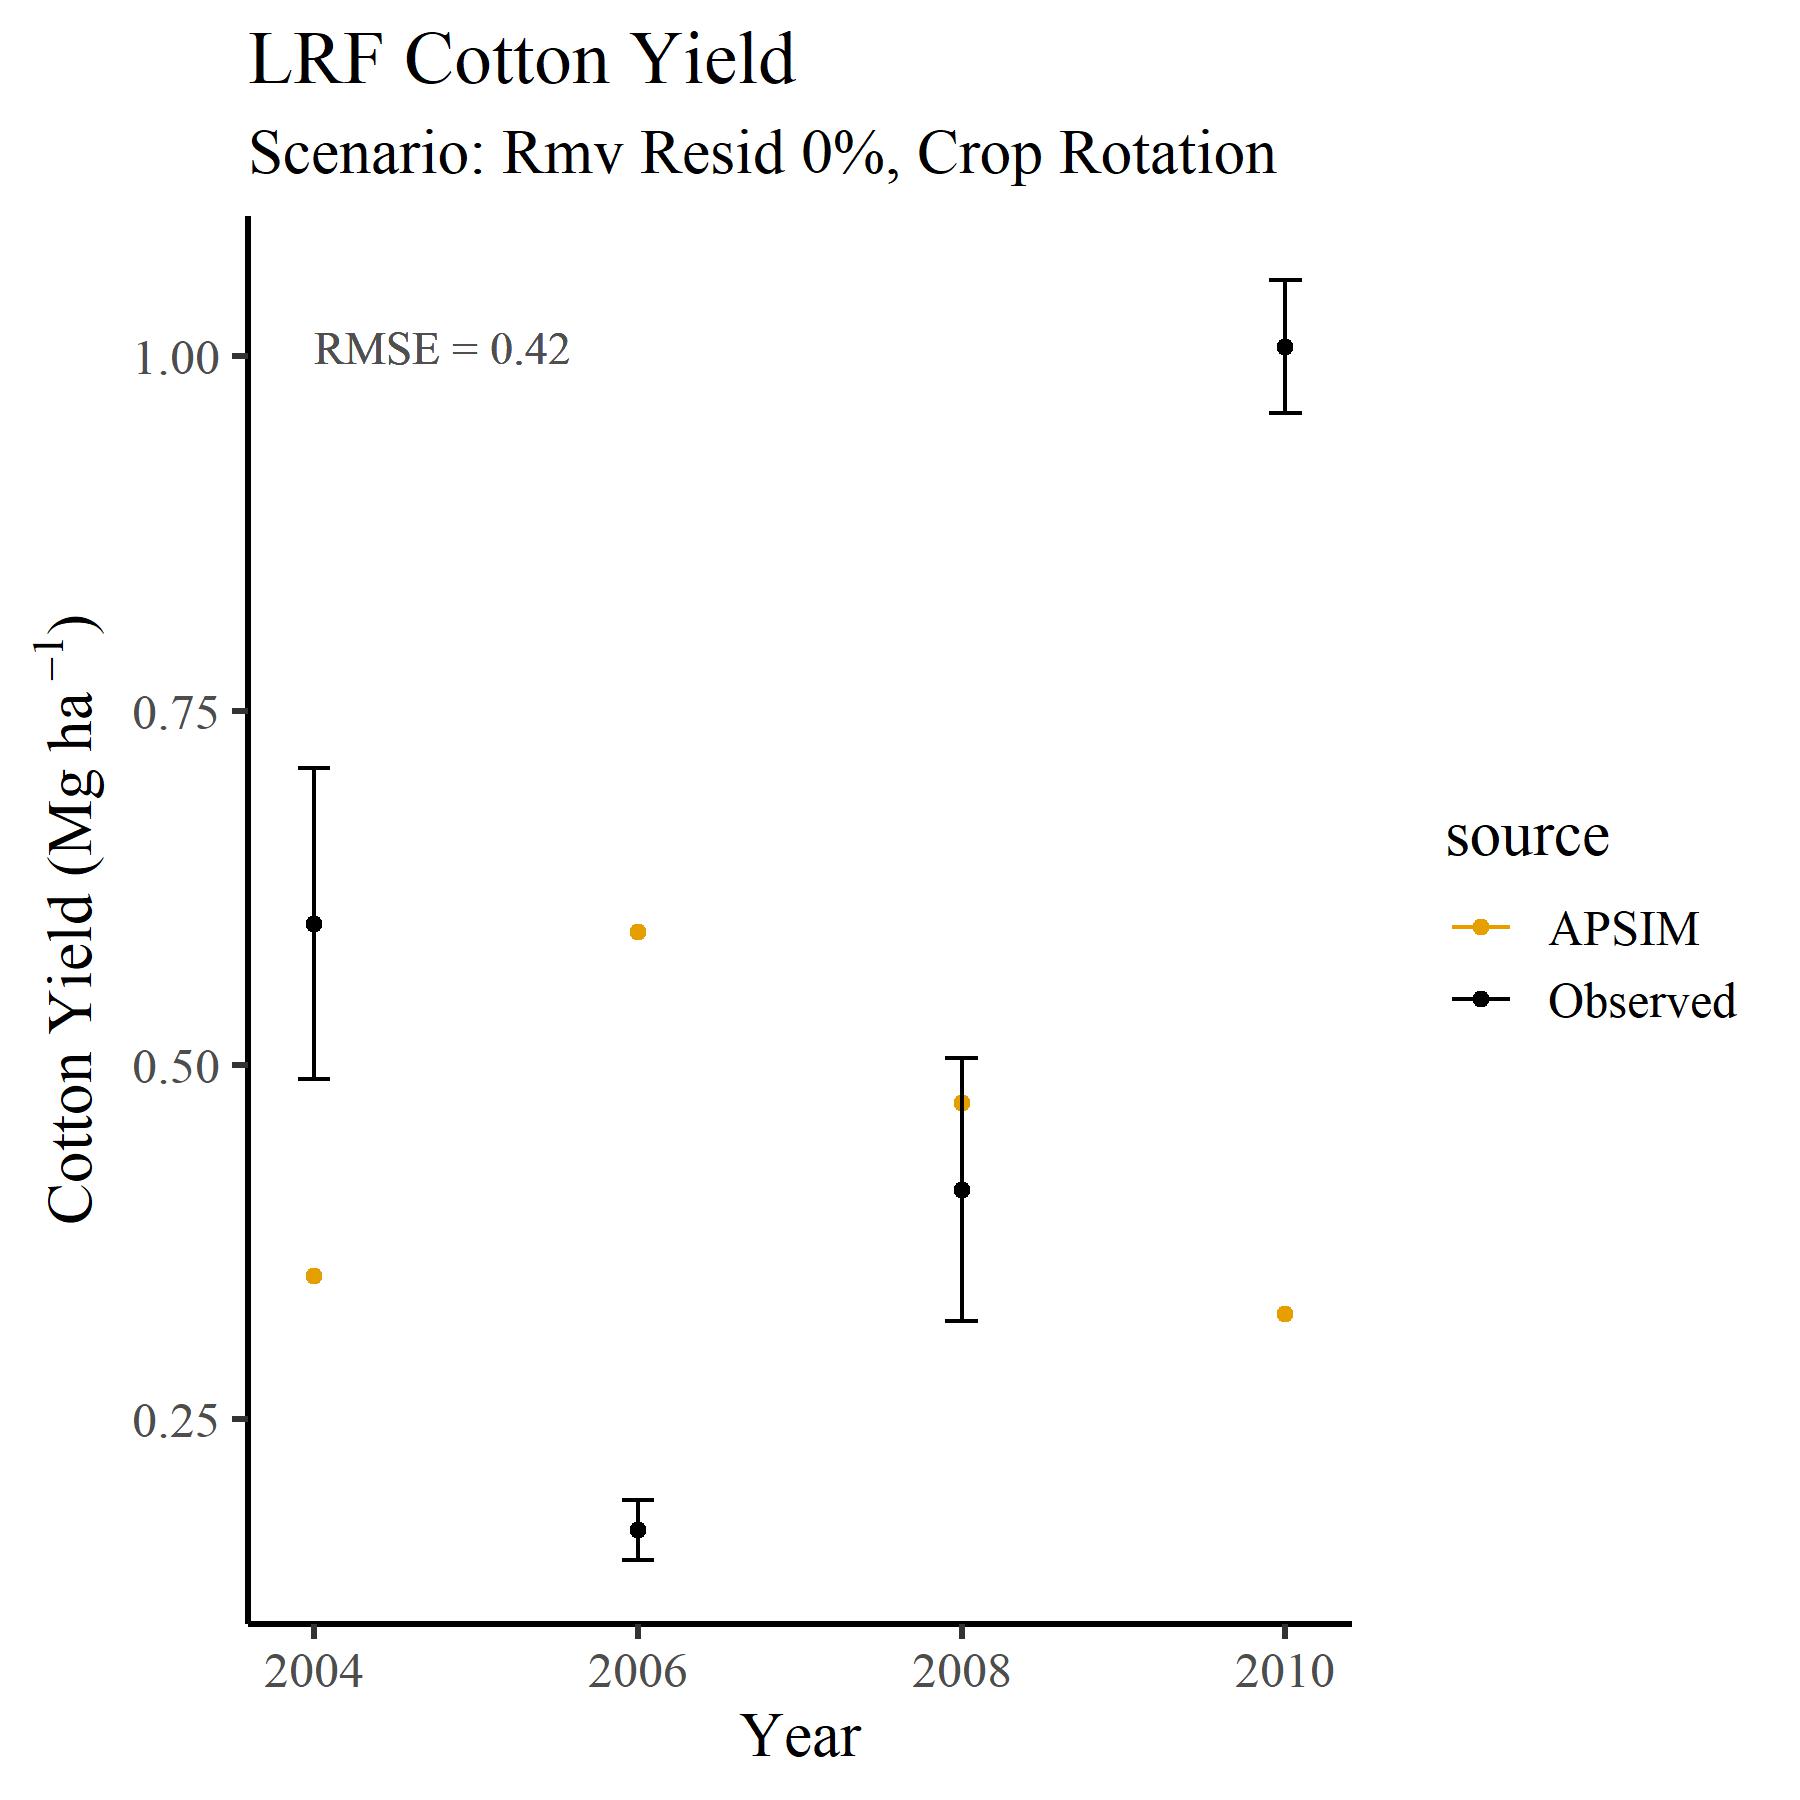 LRF Cotton Yield
Scenario: Rmv Resid 0%, Crop Rotation
Cotton Yield (Mg ha⁻¹)
1.00
0.75
0.50
0.25
RMSE = 0.42
2004
2006
2008
2010
Year
source
APSIM
Observed